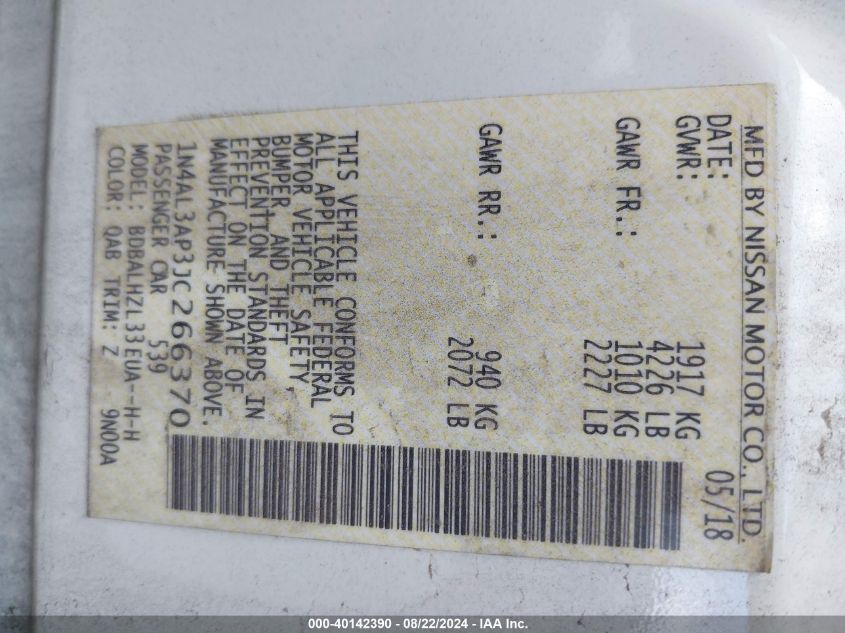 MFD BY NISSAN MOTOR CO., LTD.
DATE: 05/18
GVWR: 1917 KG
4226 LB
GAWR FR.: 1010 KG
2227 LB
GAWR RR.: 940 KG
2072 LB
THIS VEHICLE CONFORMS TO
ALL APPLICABLE FEDERAL
MOTOR VEHICLE SAFETY,
BUMPER, AND THEFT
PREVENTION STANDARDS IN
EFFECT ON THE DATE OF
MANUFACTURE SHOWN ABOVE.
1N4AL3AP3JC266370
PASSENGER CAR 539
MODEL: BDBALHZL33EUA--H-H
COLOR: QAB TRIM: Z 9N00A
000-40142390 - 08/22/2024 - IAA Inc.